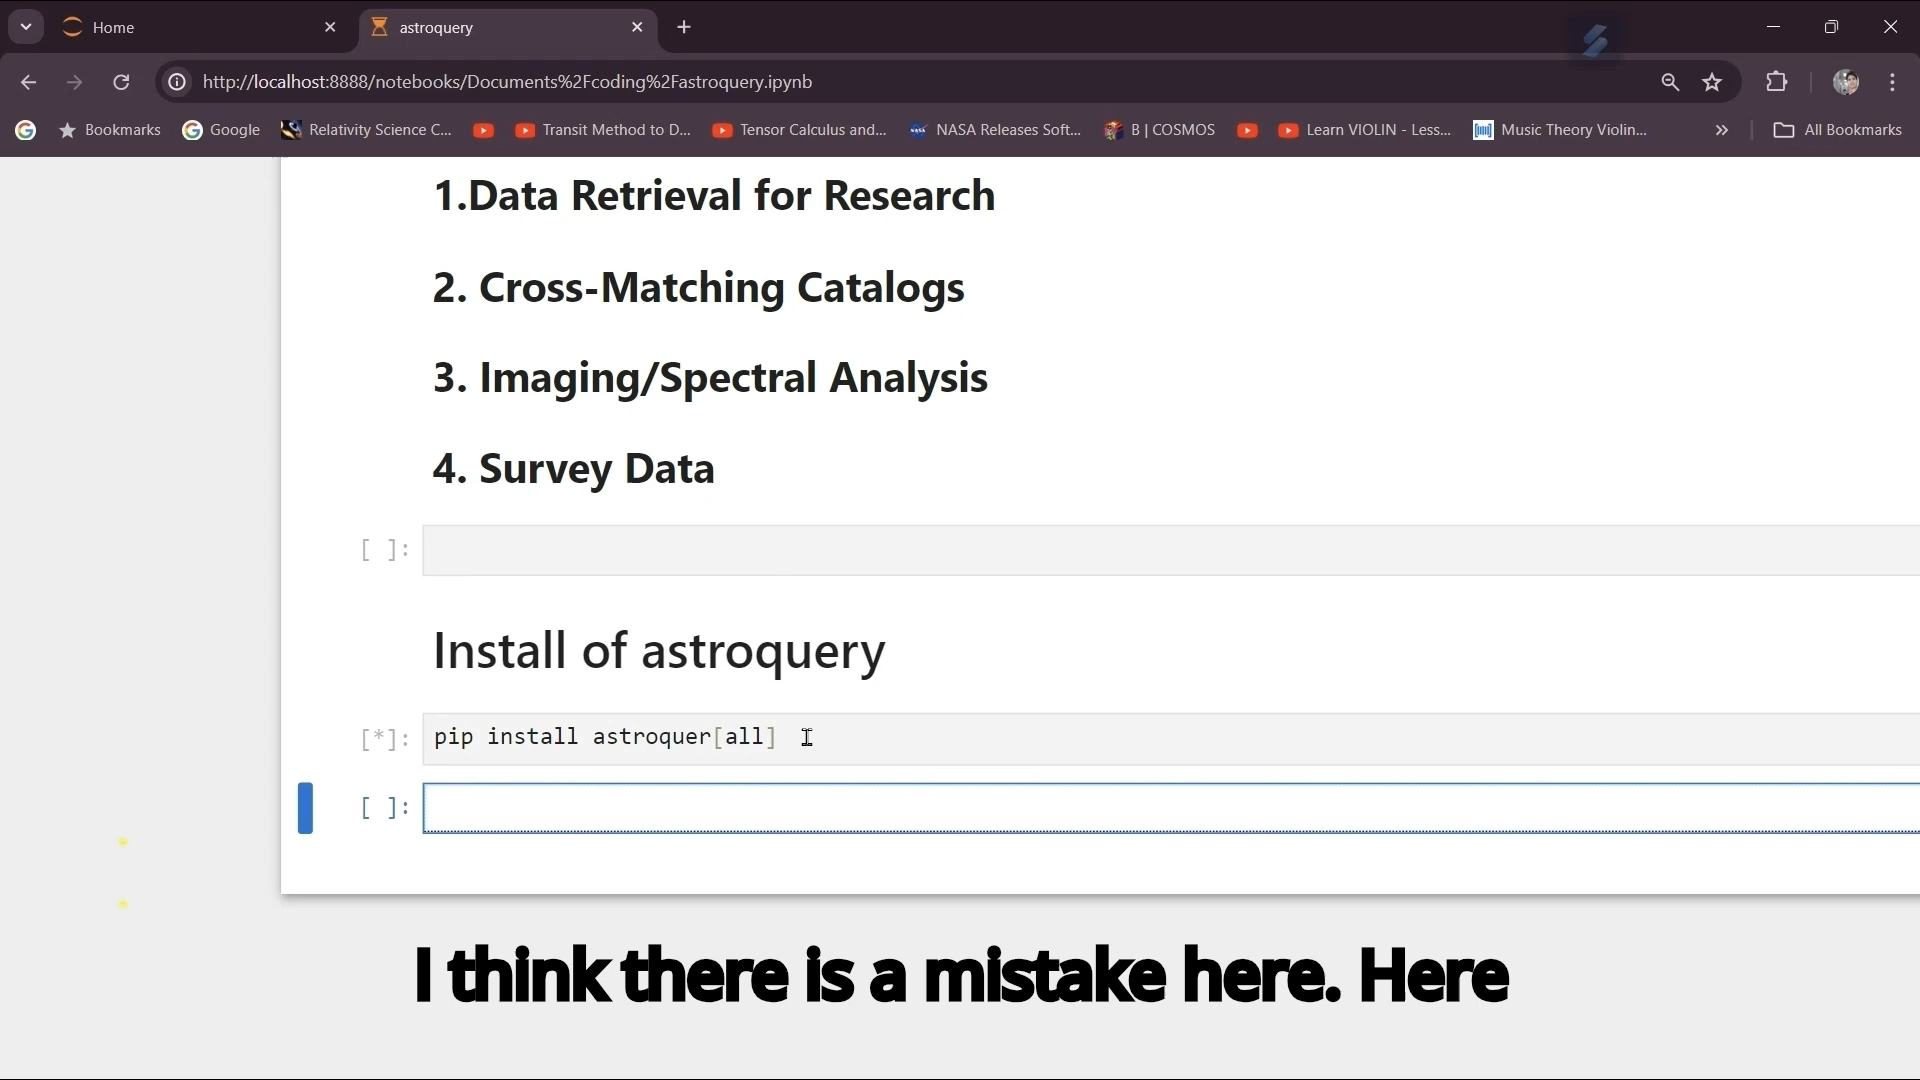 Home
astroquery
http://localhost:8888/notebooks/Documents%2Fcoding%2Fastroquery.ipynb
Bookmarks
Google
Relativity Science C...
Transit Method to D...
Tensor Calculus and...
NASA Releases Soft...
B | COSMOS
Learn VIOLIN - Less...
Music Theory Violin...
»
All Bookmarks
1.Data Retrieval for Research
2. Cross-Matching Catalogs
3. Imaging/Spectral Analysis
4. Survey Data
[ ]:
Install of astroquery
[*]: pip install astroquer[all]
[ ]:
I think there is a mistake here. Here